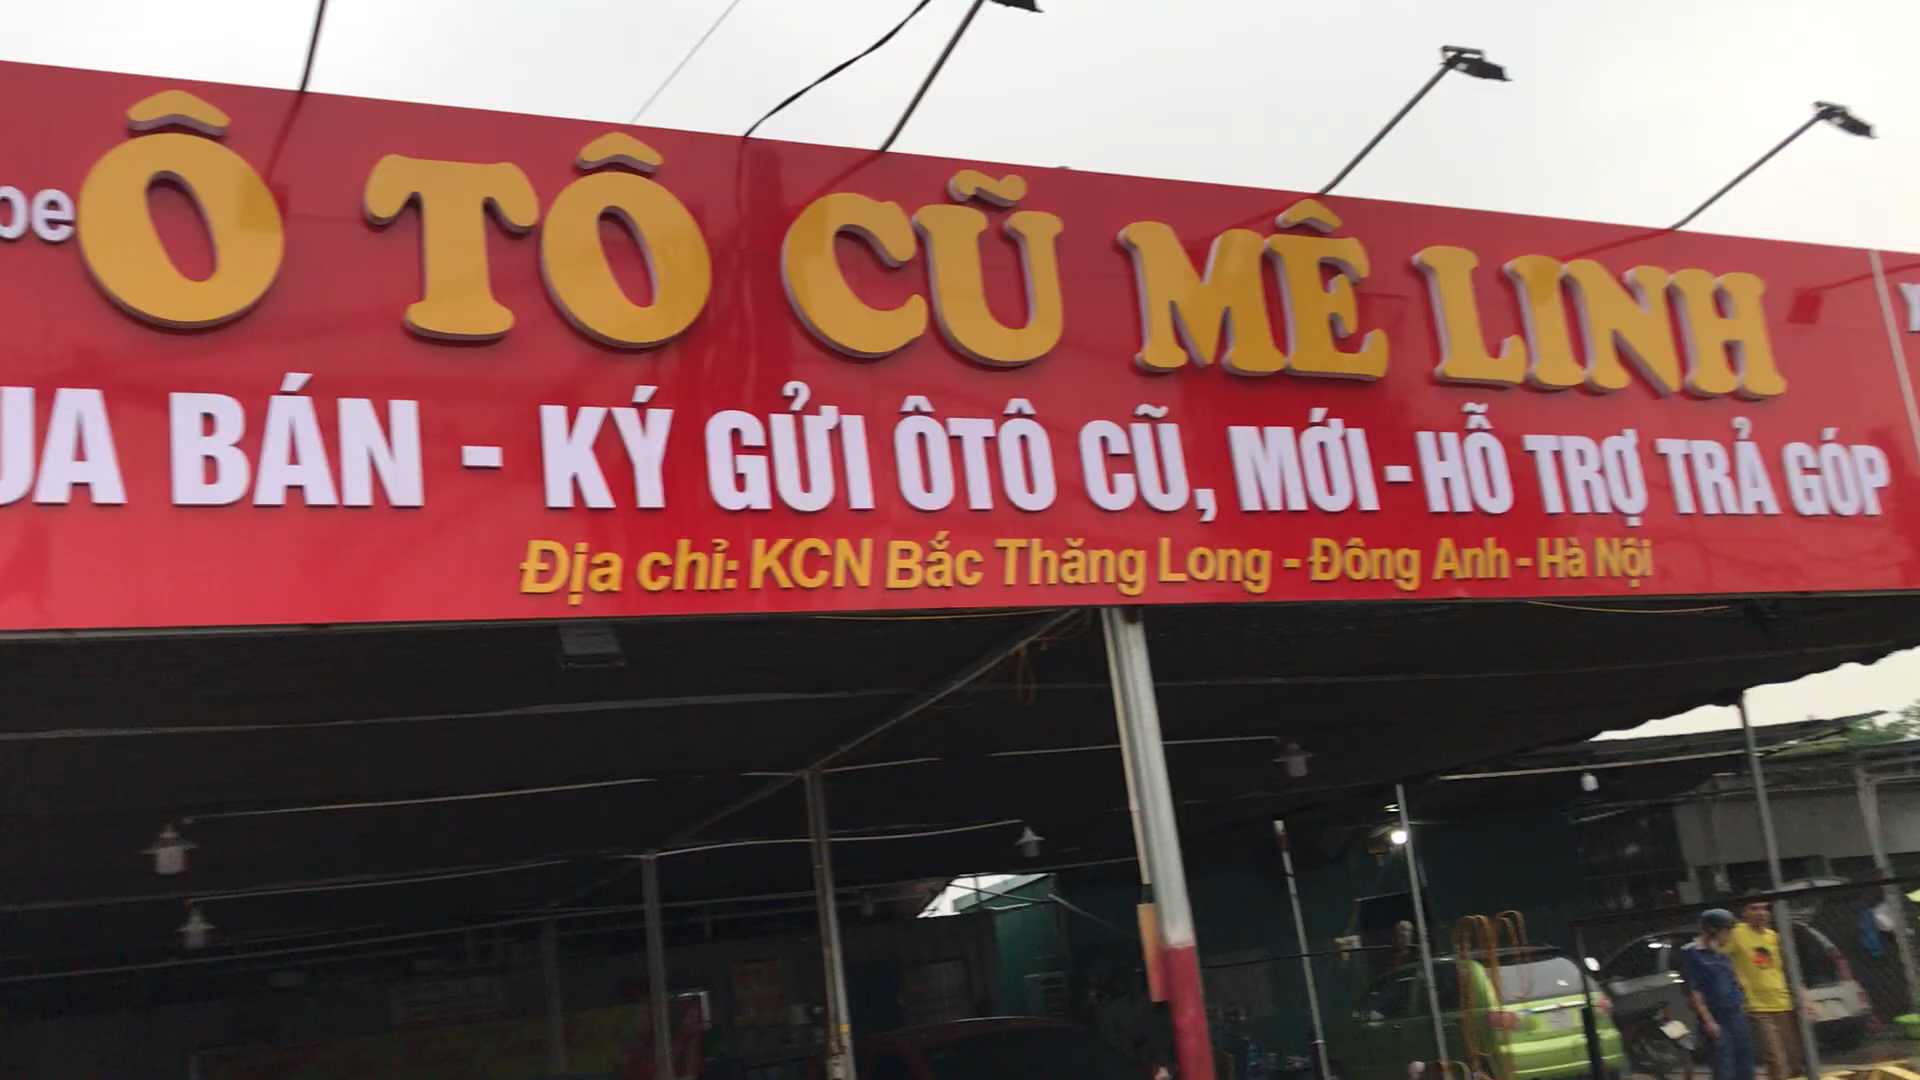 Ô TÔ CŨ MÊ LINH
BÁN - KÝ GỬI ÔTÔ CŨ, MỚI - HỖ TRỢ TRẢ GÓP
Địa chỉ: KCN Bắc Thăng Long - Đông Anh - Hà Nội